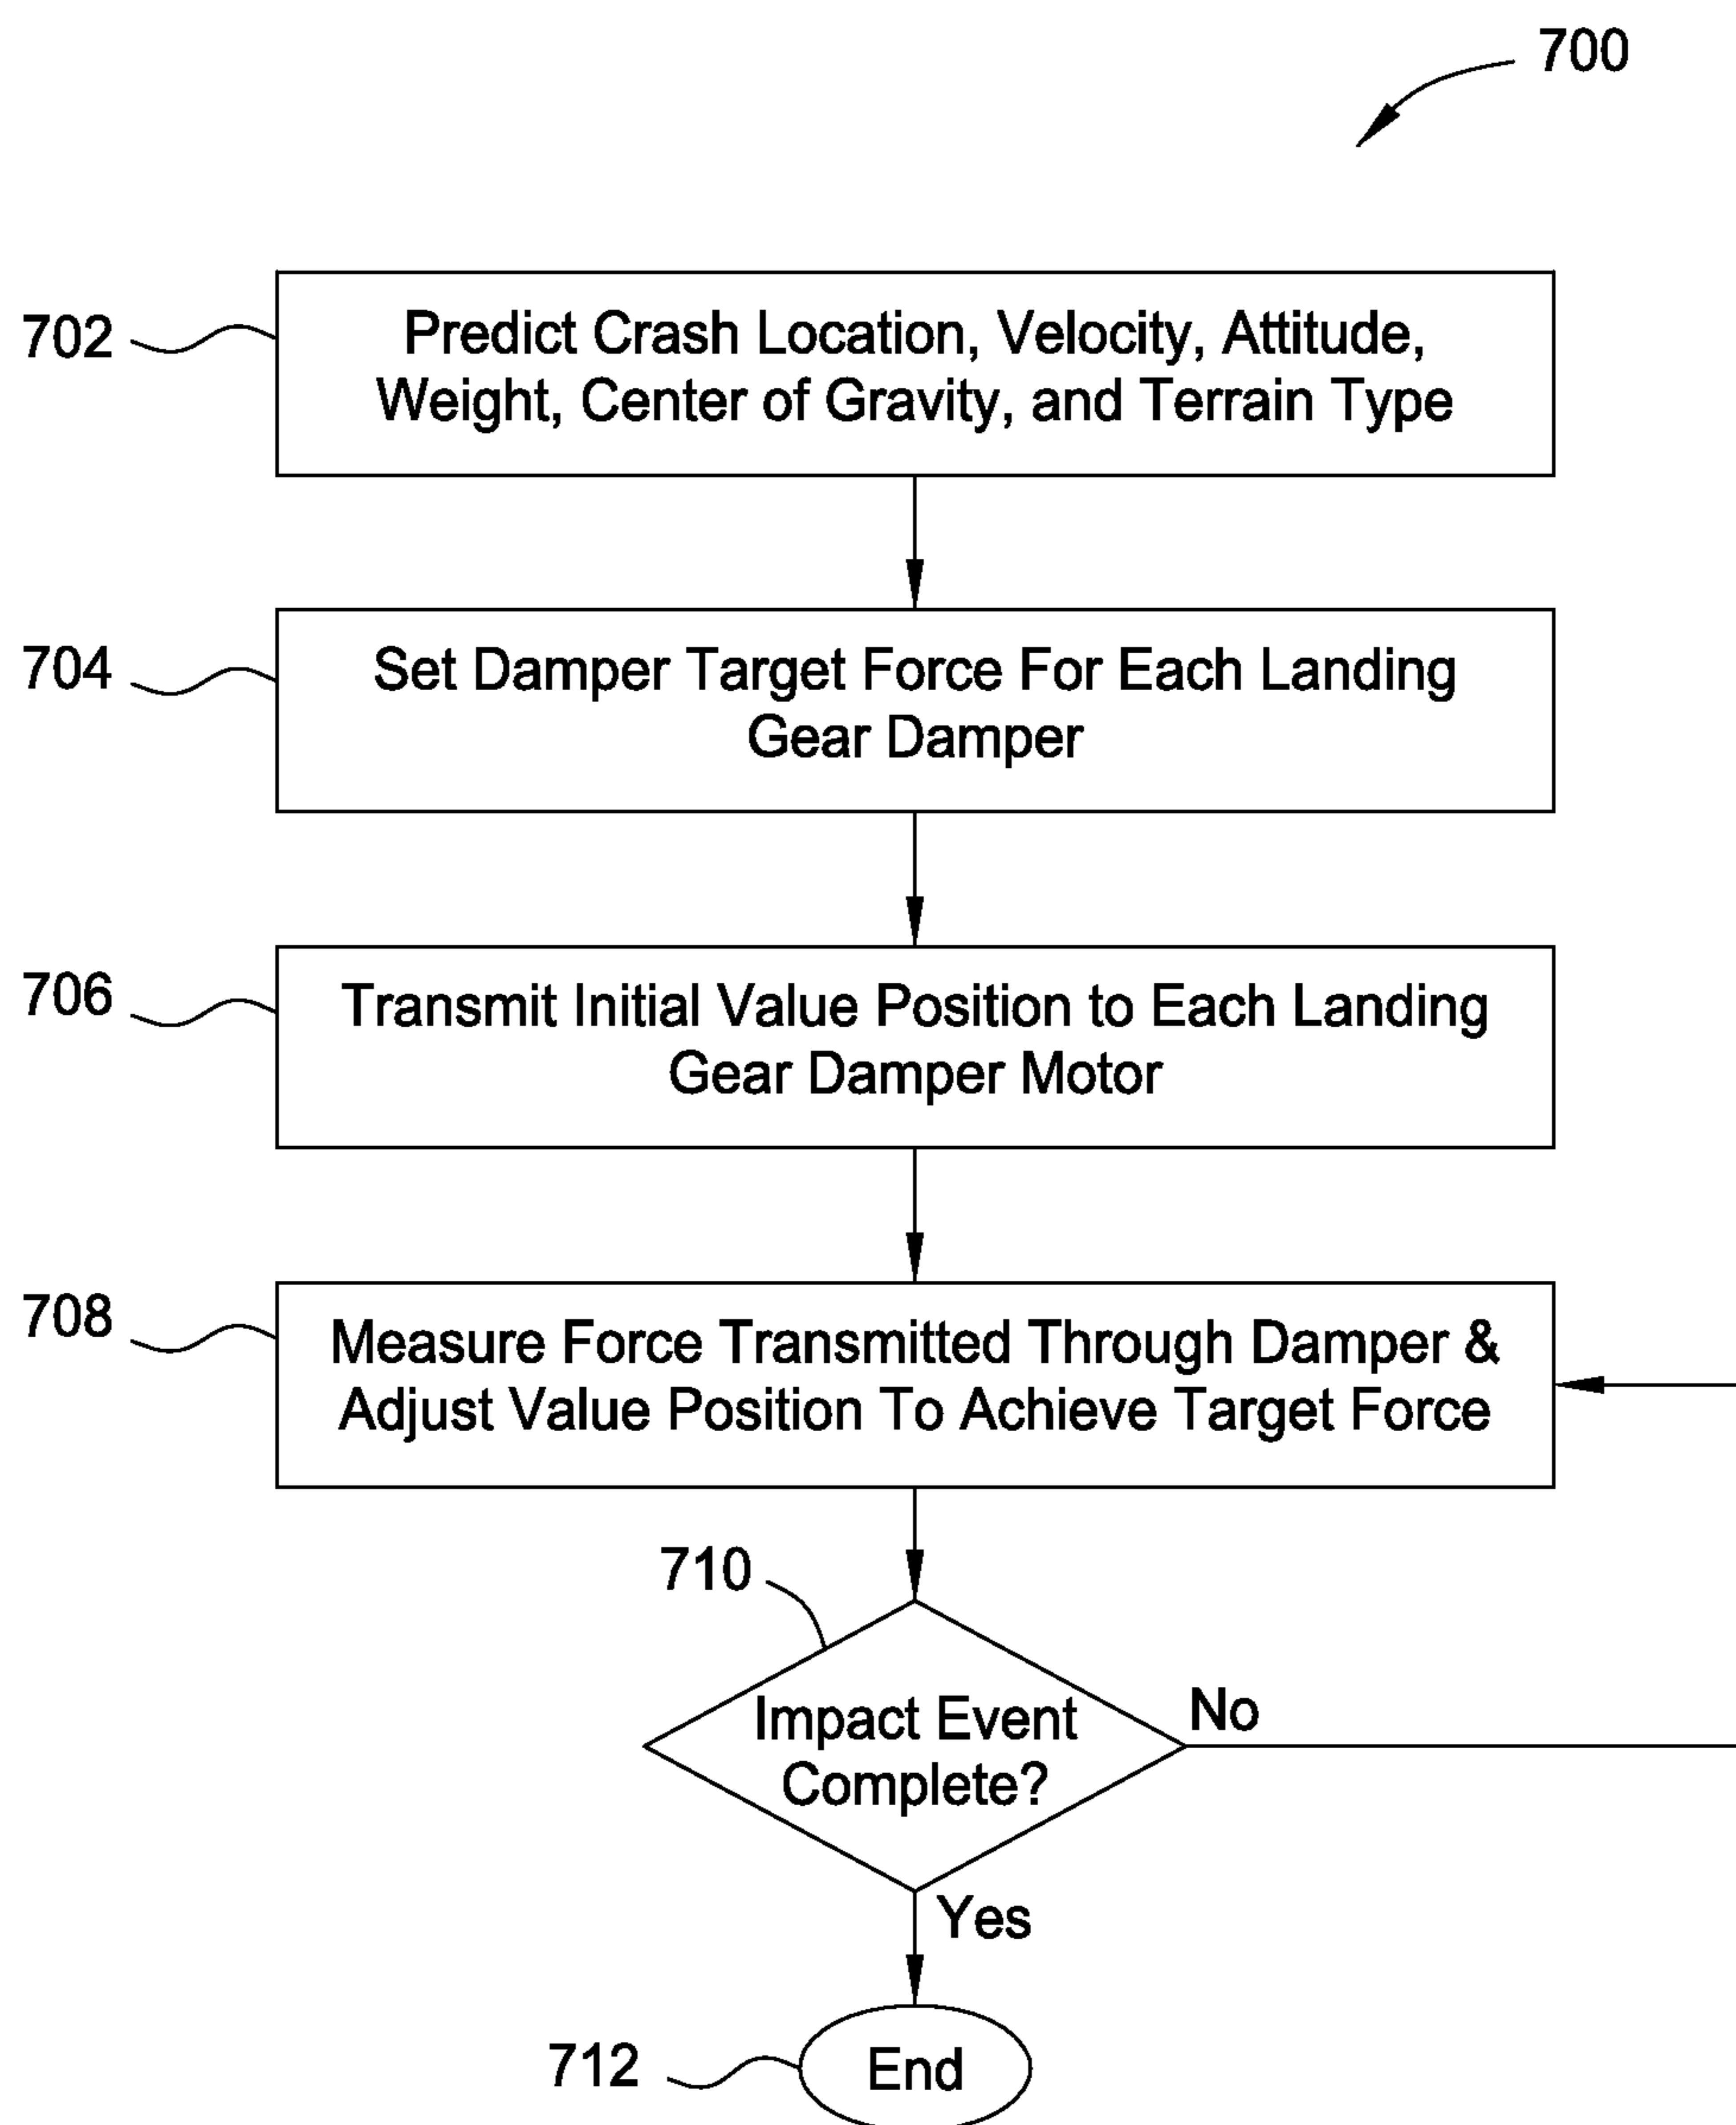 700
702
Predict Crash Location, Velocity, Attitude,
Weight, Center of Gravity, and Terrain Type
704
Set Damper Target Force For Each Landing
Gear Damper
706
Transmit Initial Value Position to Each Landing
Gear Damper Motor
708
Measure Force Transmitted Through Damper &
Adjust Value Position To Achieve Target Force
710
Impact Event
Complete?
No
Yes
712
End